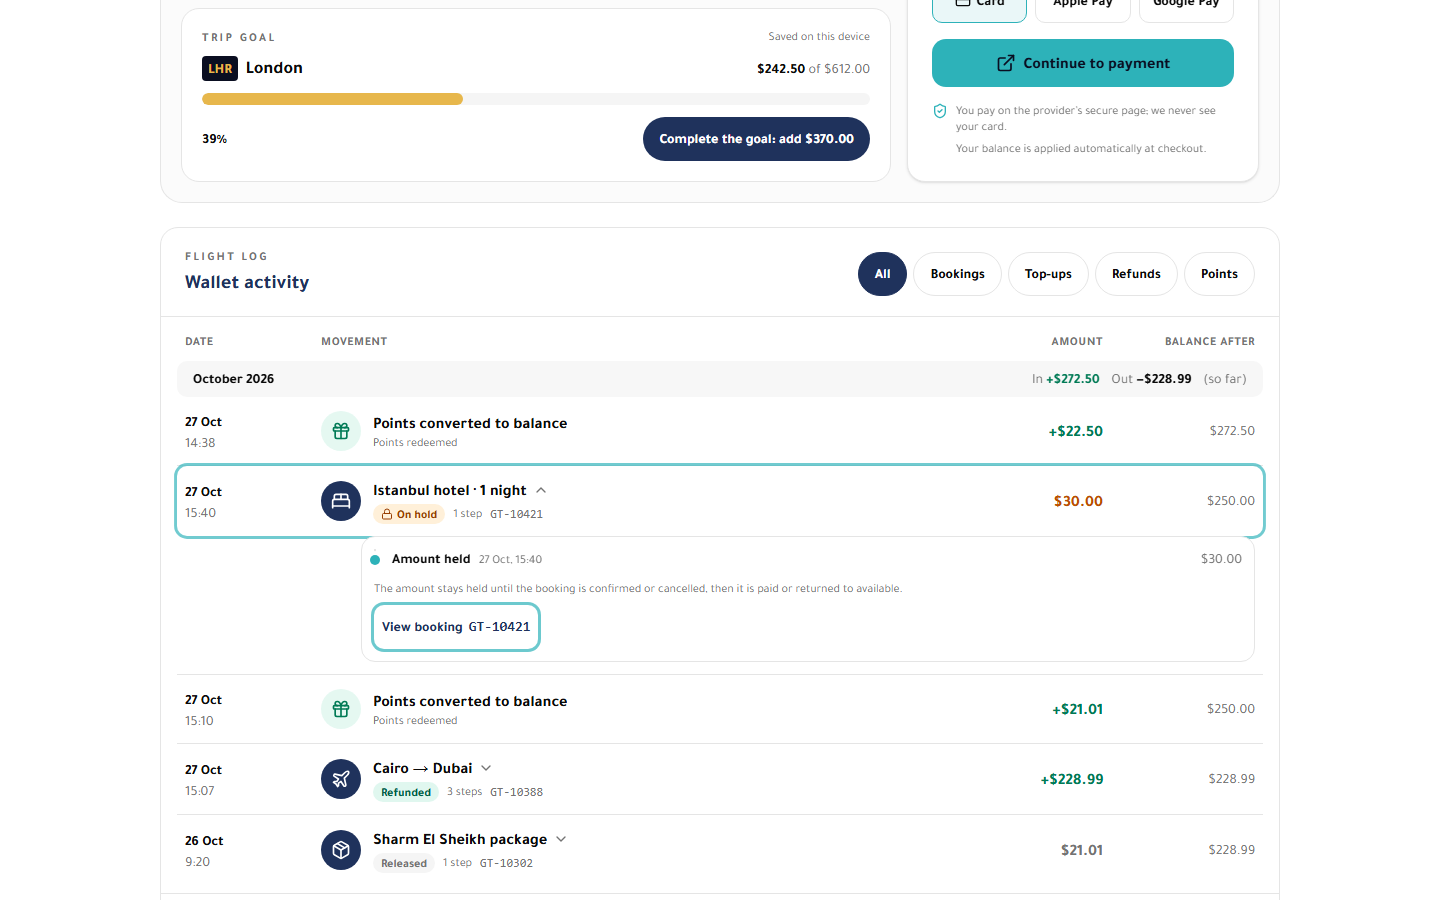 Card
Apple Pay
Google Pay
TRIP GOAL
Saved on this device
LHR London
$242.50 of $612.00
39%
Complete the goal: add $370.00
Continue to payment
You pay on the provider's secure page; we never see
your card.
Your balance is applied automatically at checkout.
FLIGHT LOG
Wallet activity
All
Bookings
Top-ups
Refunds
Points
DATE
MOVEMENT
AMOUNT
BALANCE AFTER
October 2026
In +$272.50 Out −$228.99 (so far)
27 Oct
14:38
Points converted to balance
Points redeemed
+$22.50
$272.50
27 Oct
15:40
Istanbul hotel · 1 night
On hold 1 step GT-10421
$30.00
$250.00
Amount held 27 Oct, 15:40
$30.00
The amount stays held until the booking is confirmed or cancelled, then it is paid or returned to available.
View booking GT-10421
27 Oct
15:10
Points converted to balance
Points redeemed
+$21.01
$250.00
27 Oct
15:07
Cairo → Dubai
Refunded 3 steps GT-10388
+$228.99
$228.99
26 Oct
9:20
Sharm El Sheikh package
Released 1 step GT-10302
$21.01
$228.99